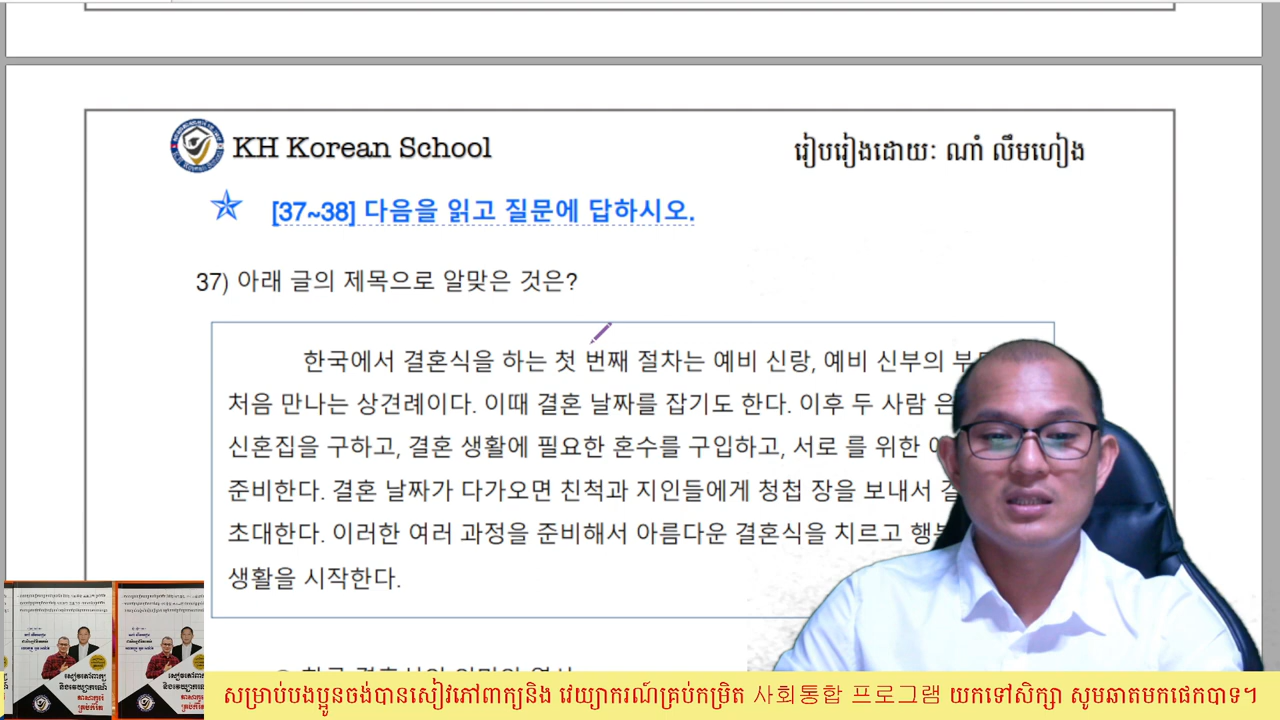 KH Korean School
រៀបរៀងដោយ: ណាំ លឹមហៀង
[37~38] 다음을 읽고 질문에 답하시오.
37) 아래 글의 제목으로 알맞은 것은?
한국에서 결혼식을 하는 첫 번째 절차는 예비 신랑, 예비 신부의
처음 만나는 상견례이다. 이때 결혼 날짜를 잡기도 한다. 이후 두 사람 은
신혼집을 구하고, 결혼 생활에 필요한 혼수를 구입하고, 서로 를 위한
준비한다. 결혼 날짜가 다가오면 친척과 지인들에게 청첩 장을 보내서
초대한다. 이러한 여러 과정을 준비해서 아름다운 결혼식을 치르고
생활을 시작한다.
សម្រាប់បងប្អូនចង់បានសៀវភៅពាក្យនិង វេយ្យាករណ៍គ្រប់កម្រិត 사회통합 프로그램 យកទៅសិក្សា សូមឆាតមកផេកបាទ។